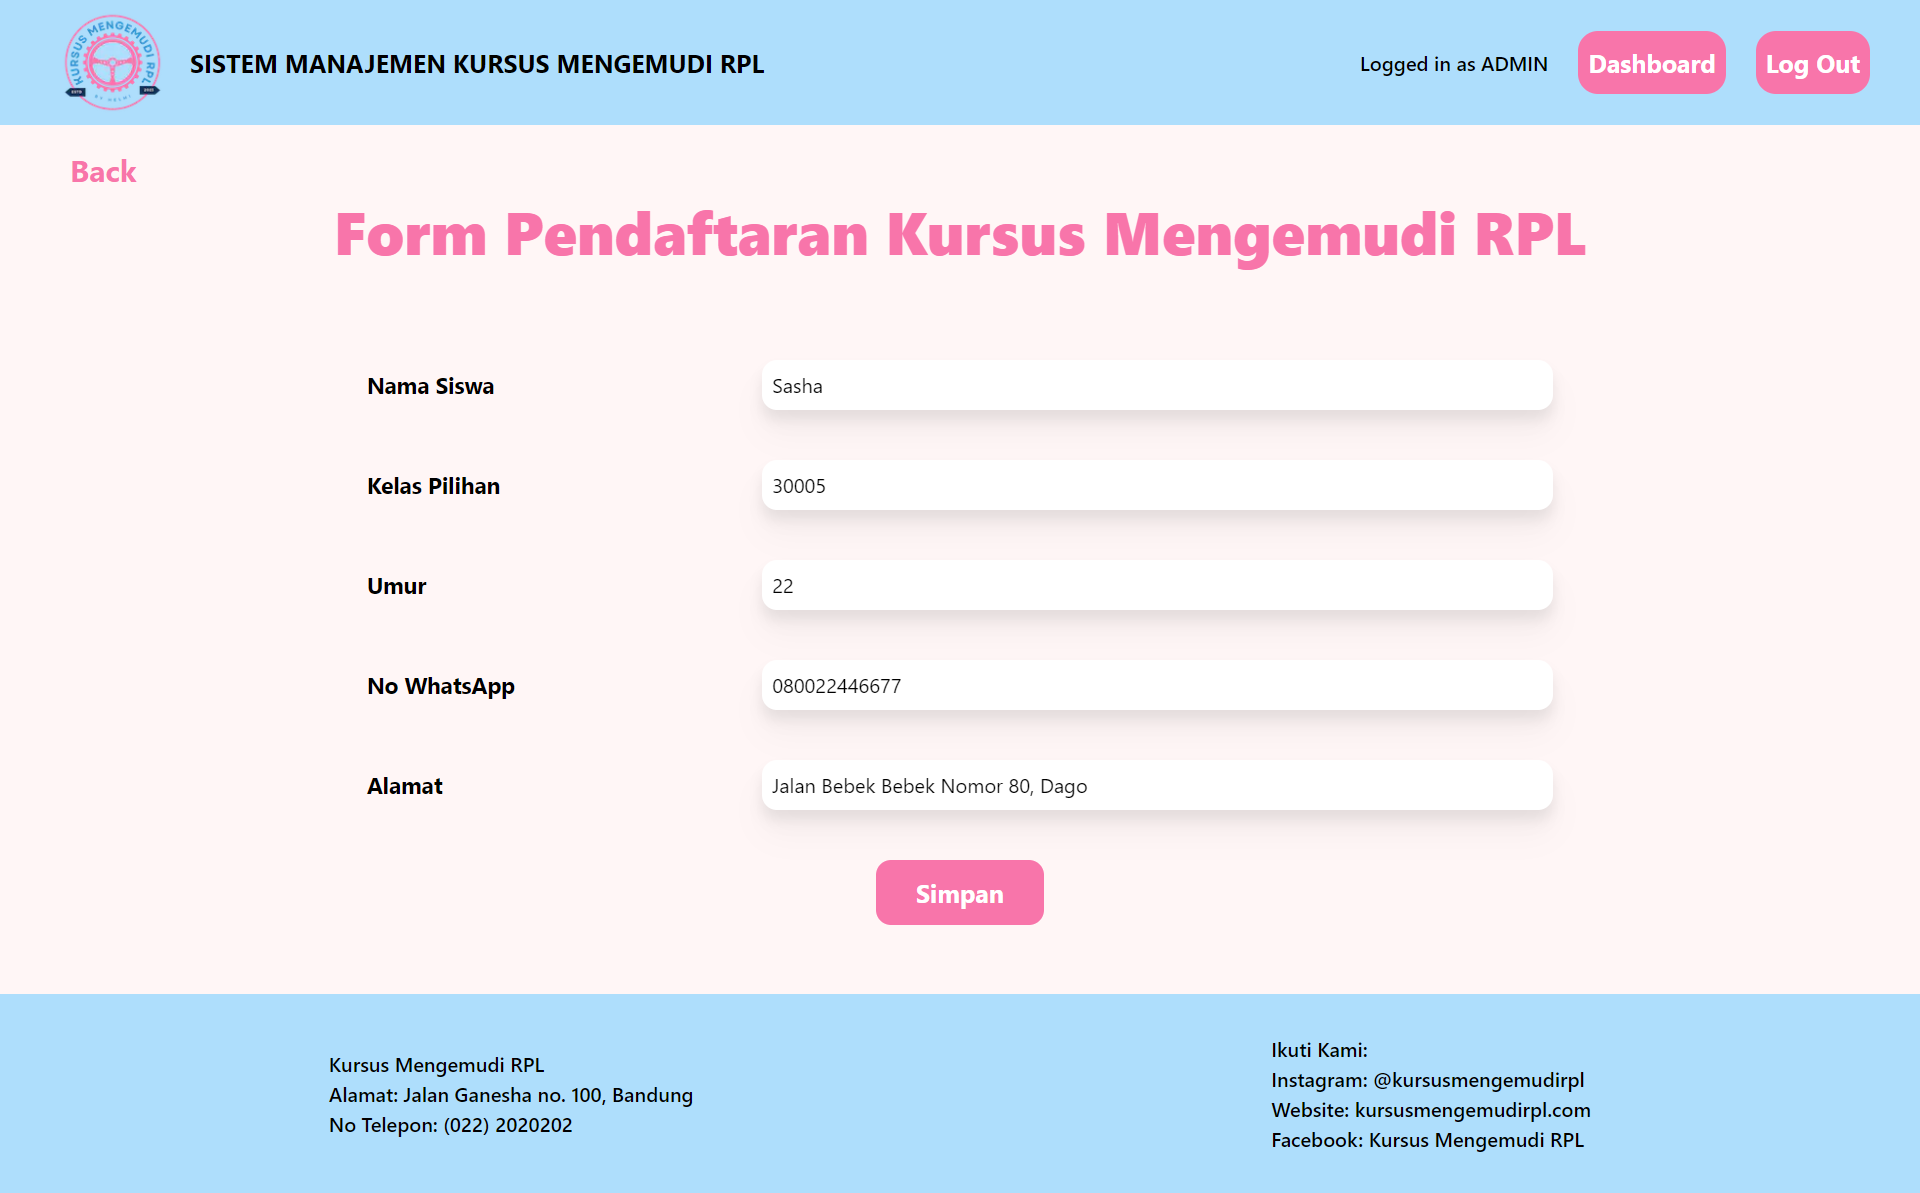 KURSUS MENGEMUDI RPL
SISTEM MANAJEMEN KURSUS MENGEMUDI RPL
Logged in as ADMIN
Dashboard
Log Out
Back
Form Pendaftaran Kursus Mengemudi RPL
Nama Siswa
Sasha
Kelas Pilihan
30005
Umur
22
No WhatsApp
080022446677
Alamat
Jalan Bebek Bebek Nomor 80, Dago
Simpan
Kursus Mengemudi RPL
Alamat: Jalan Ganesha no. 100, Bandung
No Telepon: (022) 2020202
Ikuti Kami:
Instagram: @kursusmengemudirpl
Website: kursusmengemudirpl.com
Facebook: Kursus Mengemudi RPL